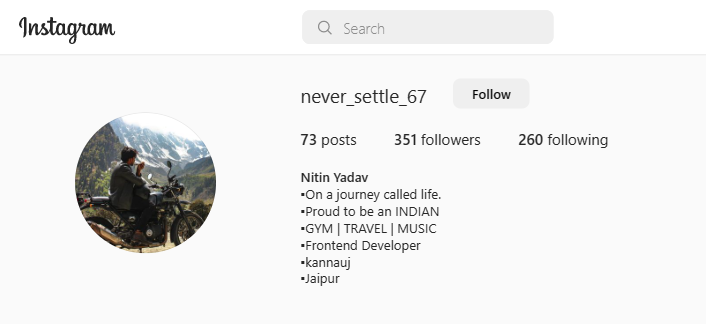 Instagram
Search
never_settle_67 Follow
73 posts 351 followers 260 following
Nitin Yadav
▪On a journey called life.
▪Proud to be an INDIAN
▪GYM | TRAVEL | MUSIC
▪Frontend Developer
▪kannauj
▪Jaipur